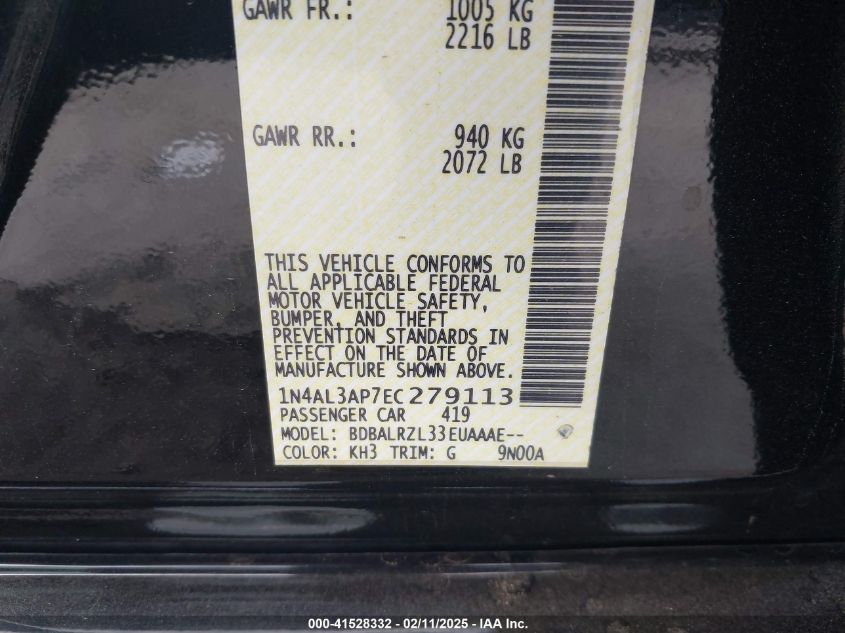 GAWR FR.: 1005 KG
2216 LB
GAWR RR.: 940 KG
2072 LB
THIS VEHICLE CONFORMS TO
ALL APPLICABLE FEDERAL
MOTOR VEHICLE SAFETY,
BUMPER, AND THEFT
PREVENTION STANDARDS IN
EFFECT ON THE DATE OF
MANUFACTURE SHOWN ABOVE.
1N4AL3AP7EC279113
PASSENGER CAR 419
MODEL: BDBALRZL33EUAAAE--
COLOR: KH3 TRIM: G 9N00A
000-41528332 - 02/11/2025 - IAA Inc.